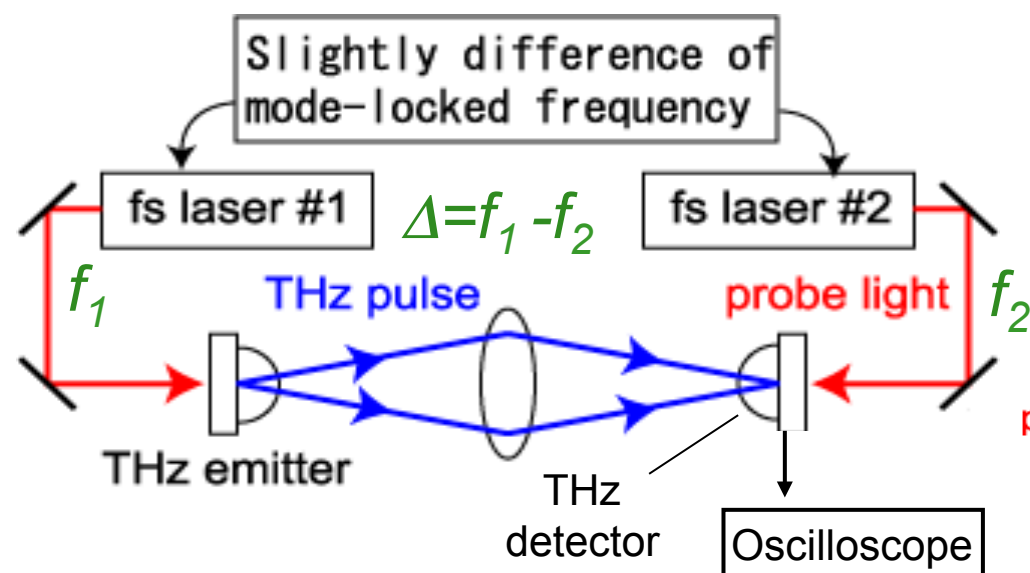 Slightly difference of
mode-locked frequency
fs laser #1
Δ=f₁ -f₂
fs laser #2
f₁
THz pulse
probe light
f₂
p
THz emitter
THz
detector
Oscilloscope